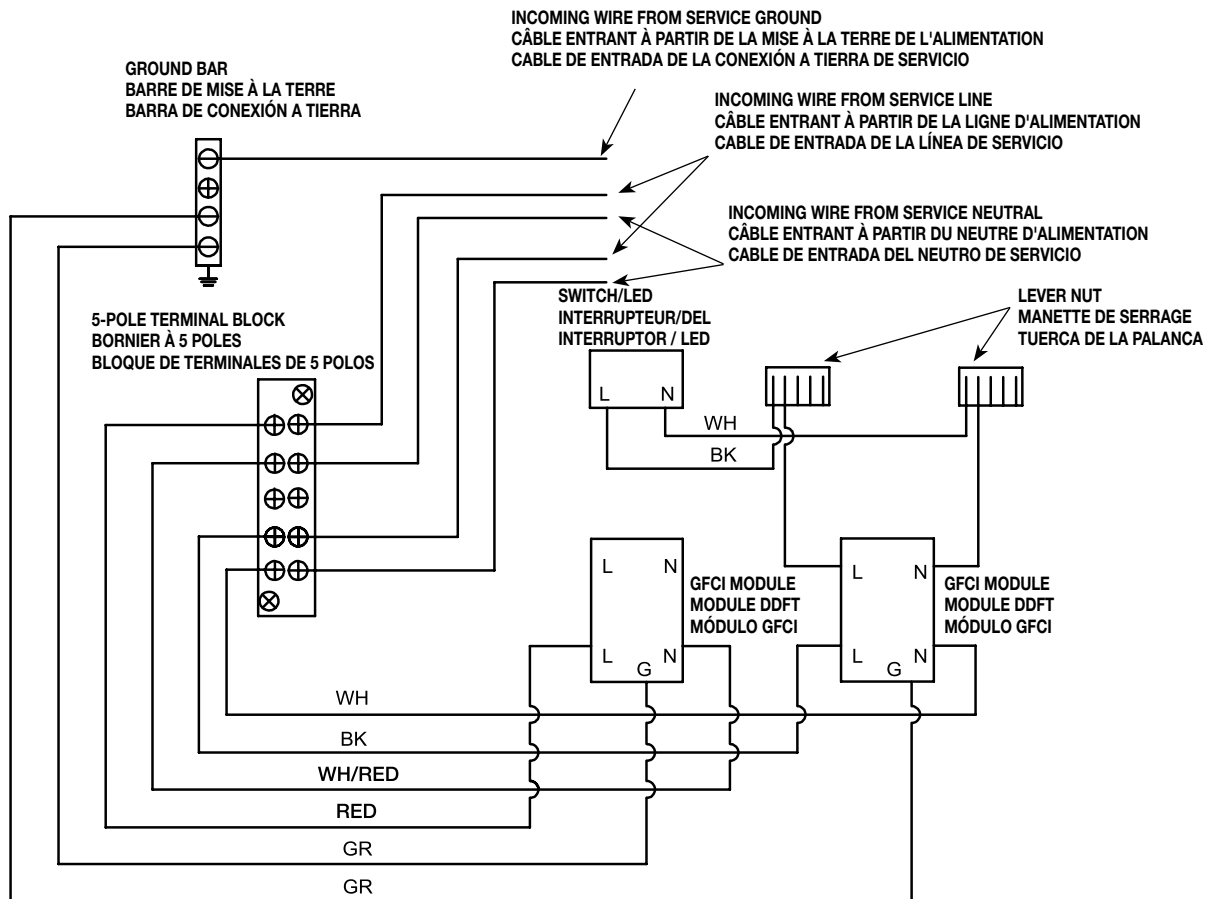 INCOMING WIRE FROM SERVICE GROUND
CÂBLE ENTRANT À PARTIR DE LA MISE À LA TERRE DE L'ALIMENTATION
CABLE DE ENTRADA DE LA CONEXIÓN A TIERRA DE SERVICIO
GROUND BAR
BARRE DE MISE À LA TERRE
BARRA DE CONEXIÓN A TIERRA
INCOMING WIRE FROM SERVICE LINE
CÂBLE ENTRANT À PARTIR DE LA LIGNE D'ALIMENTATION
CABLE DE ENTRADA DE LA LÍNEA DE SERVICIO
INCOMING WIRE FROM SERVICE NEUTRAL
CÂBLE ENTRANT À PARTIR DU NEUTRE D'ALIMENTATION
CABLE DE ENTRADA DEL NEUTRO DE SERVICIO
SWITCH/LED
INTERRUPTEUR/DEL
INTERRUPTOR / LED
LEVER NUT
MANETTE DE SERRAGE
TUERCA DE LA PALANCA
5-POLE TERMINAL BLOCK
BORNIER À 5 POLES
BLOQUE DE TERMINALES DE 5 POLOS
L N
WH
BK
L N
L N
G
GFCI MODULE
MODULE DDFT
MÓDULO GFCI
L N
L N
G
GFCI MODULE
MODULE DDFT
MÓDULO GFCI
WH
BK
WH/RED
RED
GR
GR